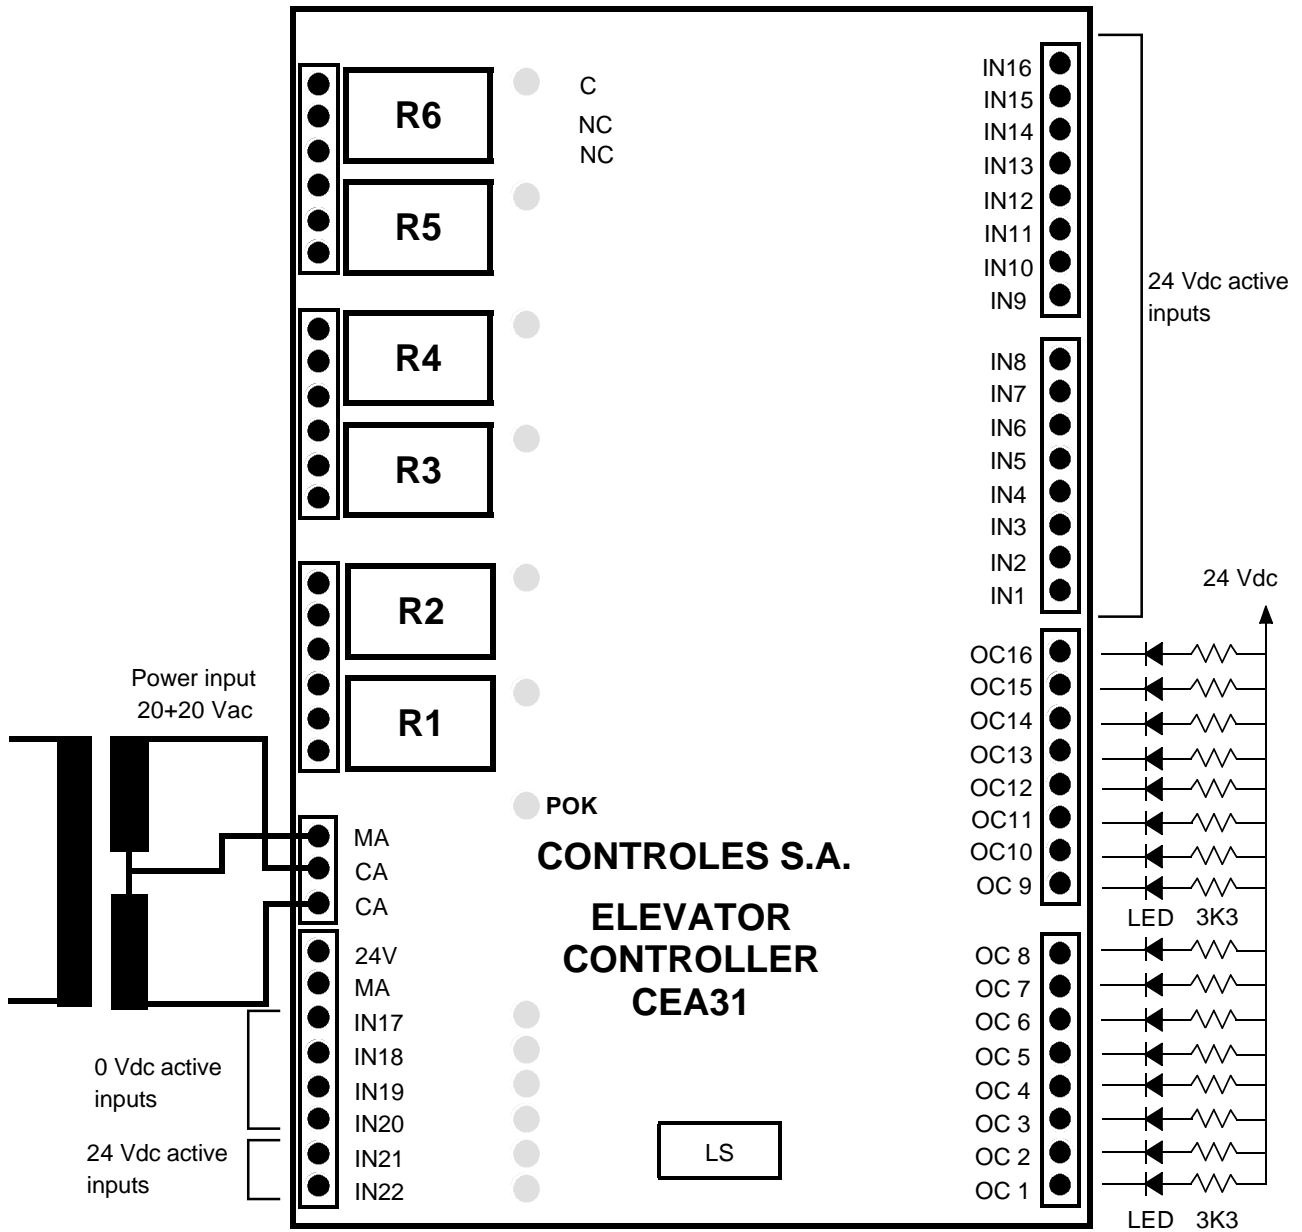 R6
R5
R4
R3
R2
R1
C
NC
NC
IN16
IN15
IN14
IN13
IN12
IN11
IN10
IN9
IN8
IN7
IN6
IN5
IN4
IN3
IN2
IN1
24 Vdc active
inputs
24 Vdc
OC16
OC15
OC14
OC13
OC12
OC11
OC10
OC 9
LED 3K3
OC 8
OC 7
OC 6
OC 5
OC 4
OC 3
OC 2
OC 1
LED 3K3
Power input
20+20 Vac
POK
CONTROLES S.A.
ELEVATOR
CONTROLLER
CEA31
MA
CA
CA
24V
MA
IN17
IN18
IN19
IN20
IN21
IN22
0 Vdc active
inputs
24 Vdc active
inputs
LS